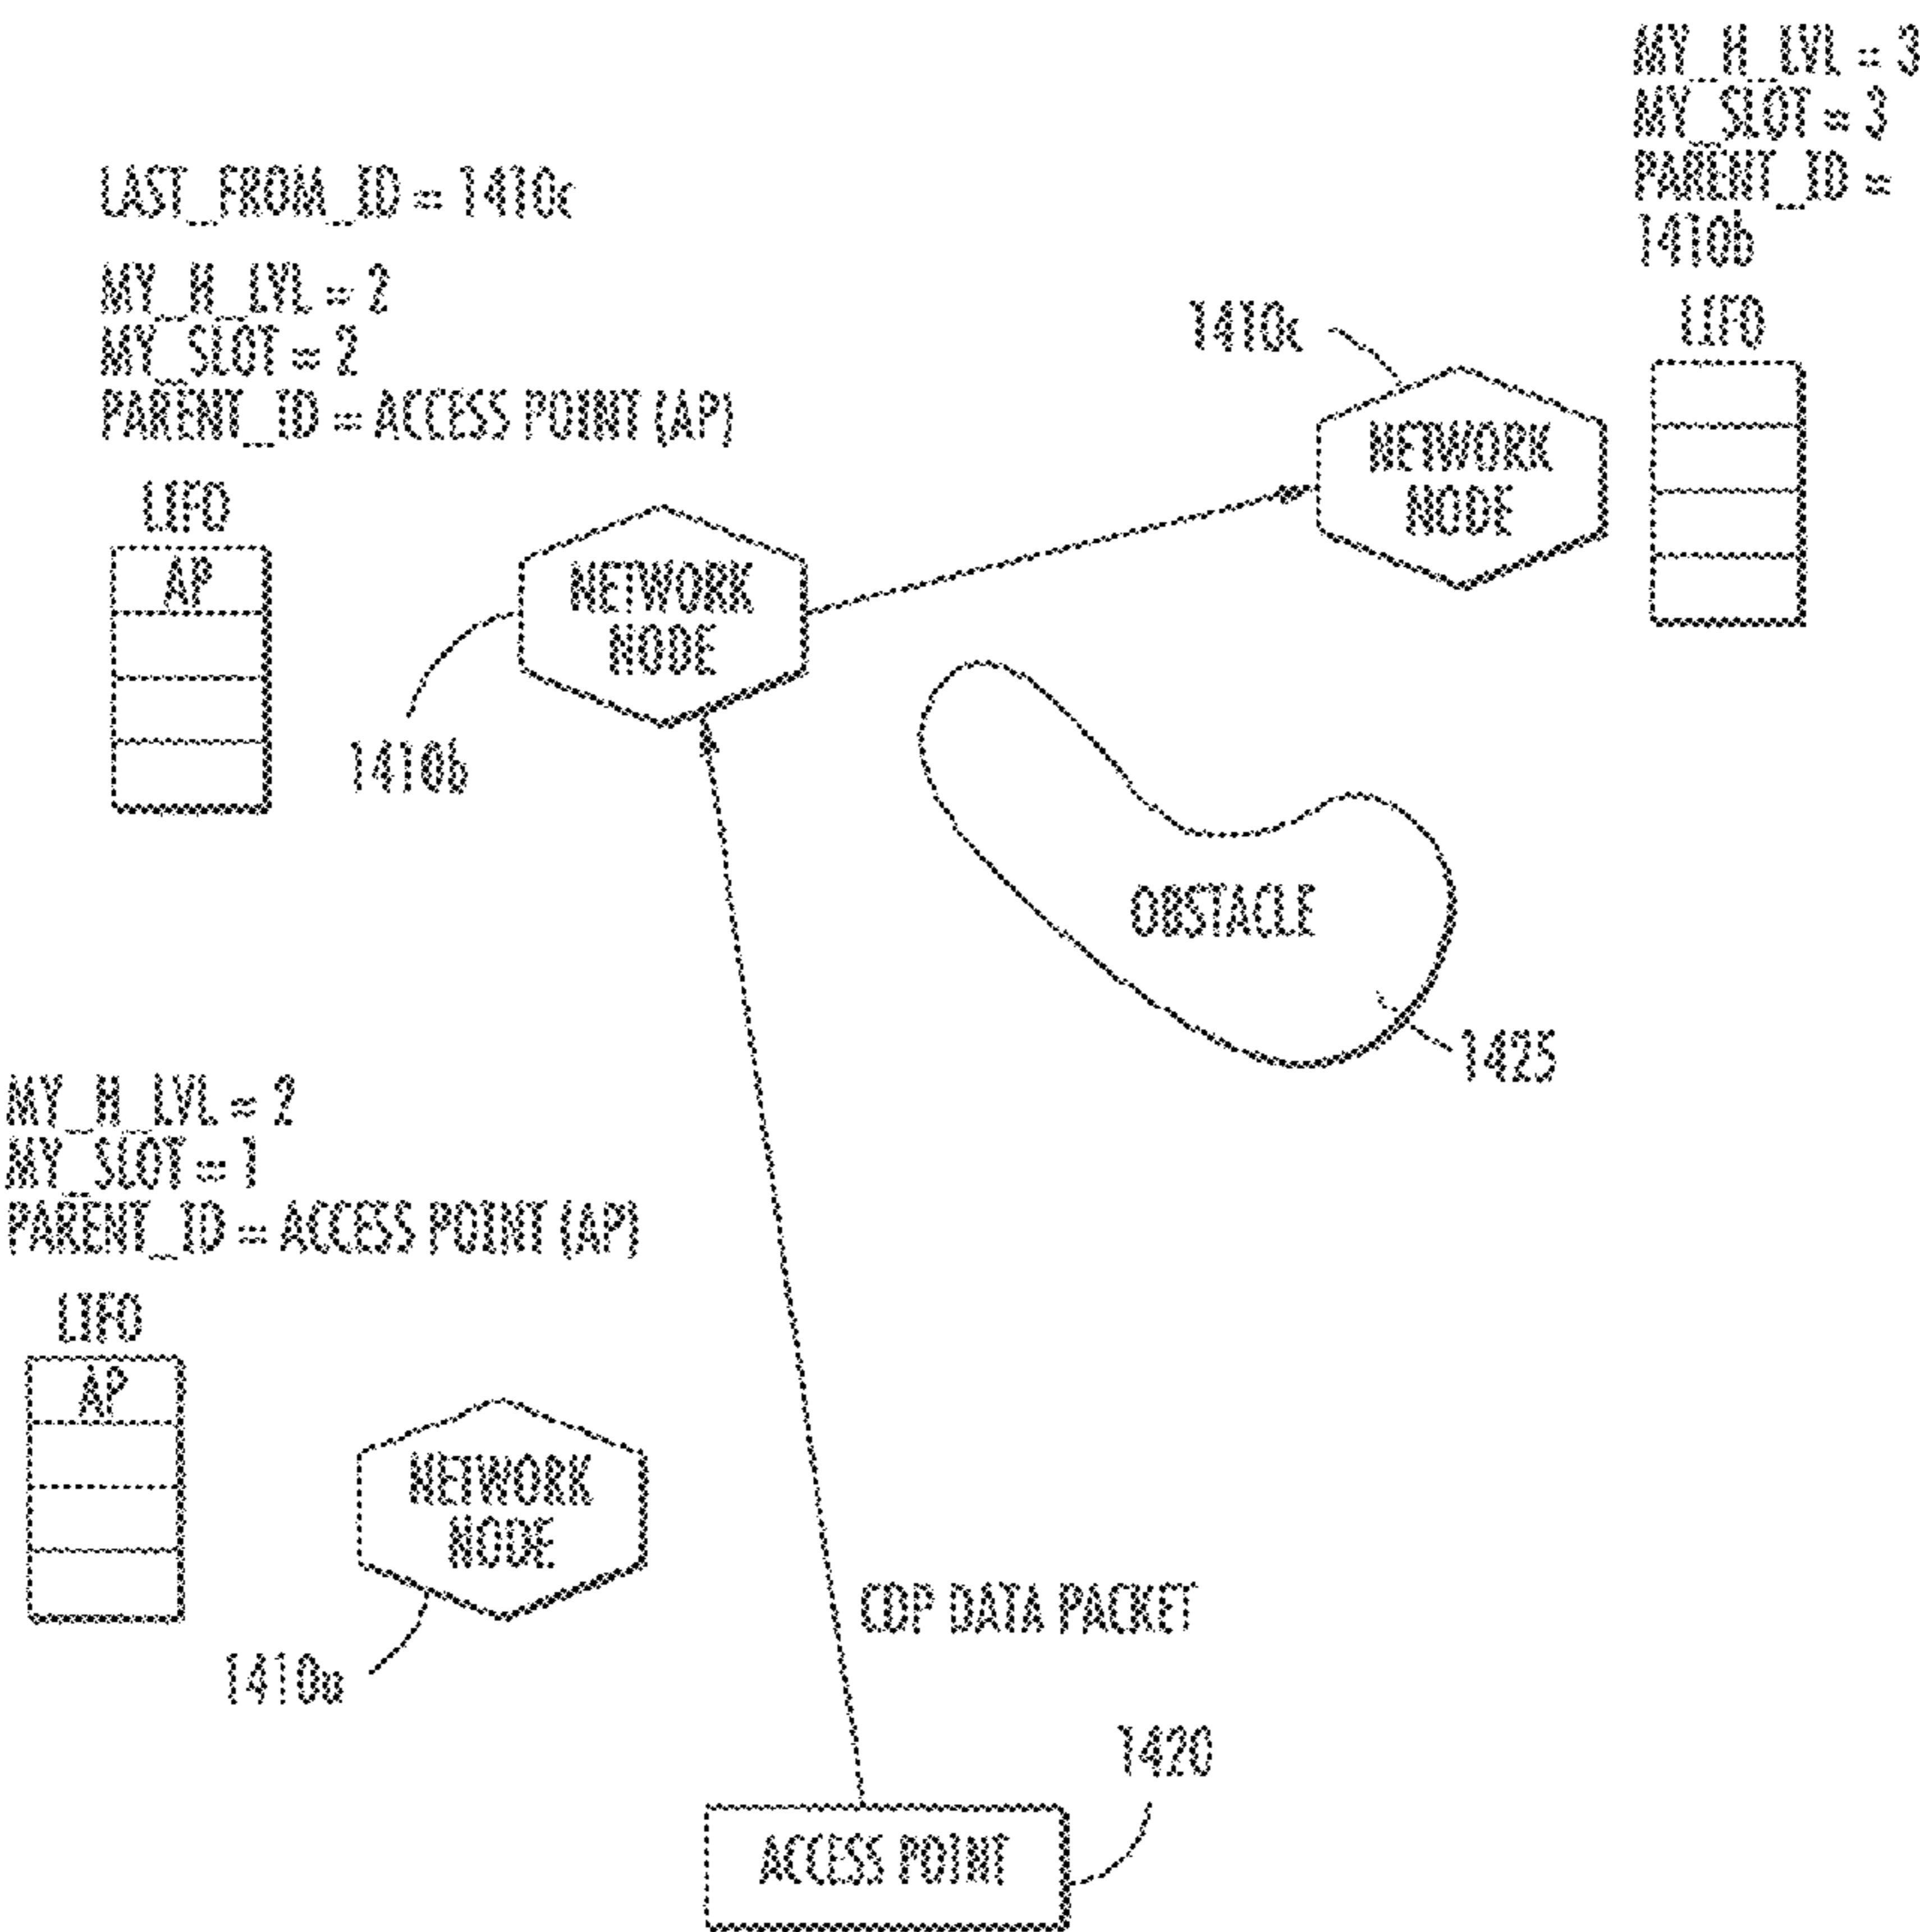 MY_H_LVL = 3
MY_SLOT = 3
PARENT_ID =
1410b
LIFO
LAST_FROM_ID = 1410c
MY_H_LVL = 2
MY_SLOT = 2
PARENT_ID = ACCESS POINT (AP)
LIFO
AP
1410c
NETWORK
NODE
NETWORK
NODE
1410b
OBSTACLE
1425
MY_H_LVL = 2
MY_SLOT = 1
PARENT_ID = ACCESS POINT (AP)
LIFO
AP
NETWORK
NODE
1410a
COP DATA PACKET
1420
ACCESS POINT